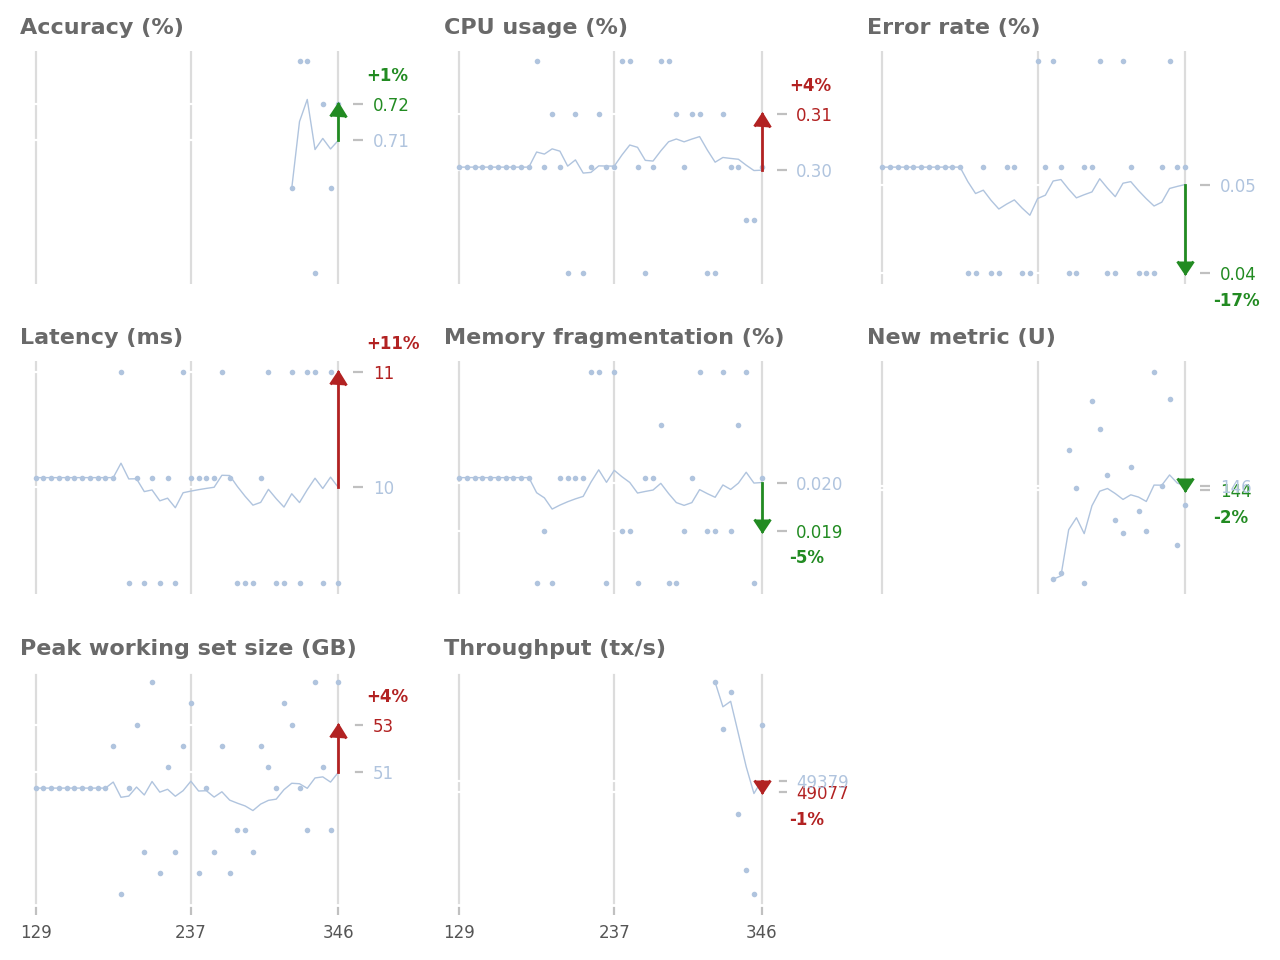 Accuracy (%)
+1%
0.72
0.71
CPU usage (%)
+4%
0.31
0.30
Error rate (%)
0.05
0.04
-17%
Latency (ms)
+11%
11
10
Memory fragmentation (%)
0.020
0.019
-5%
New metric (U)
146
144
-2%
Peak working set size (GB)
+4%
53
51
129 237 346
Throughput (tx/s)
49379
49077
-1%
129 237 346